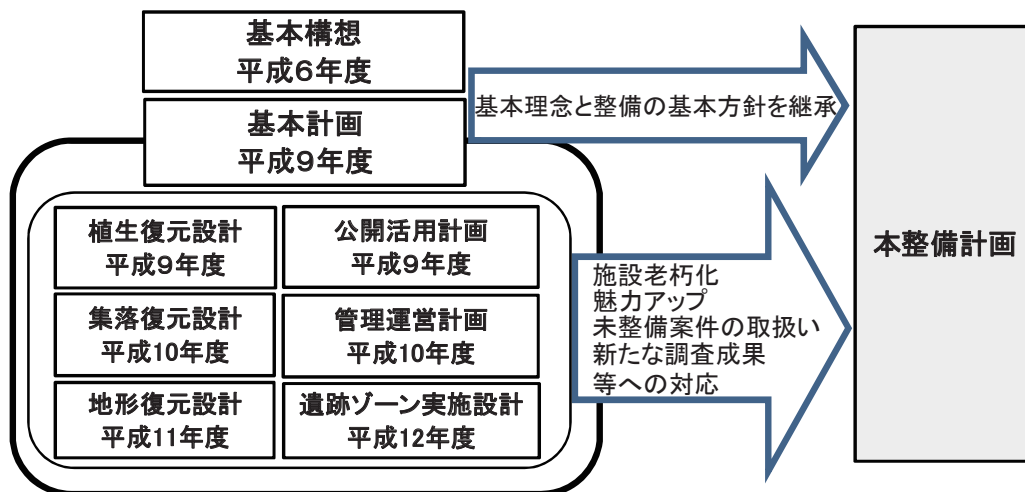 基本構想
平成6年度
基本計画
平成9年度
植生復元設計
平成9年度
公開活用計画
平成9年度
集落復元設計
平成10年度
管理運営計画
平成10年度
地形復元設計
平成11年度
遺跡ゾーン実施設計
平成12年度
基本理念と整備の基本方針を継承
施設老朽化
魅力アップ
未整備案件の取扱い
新たな調査成果
等への対応
本整備計画